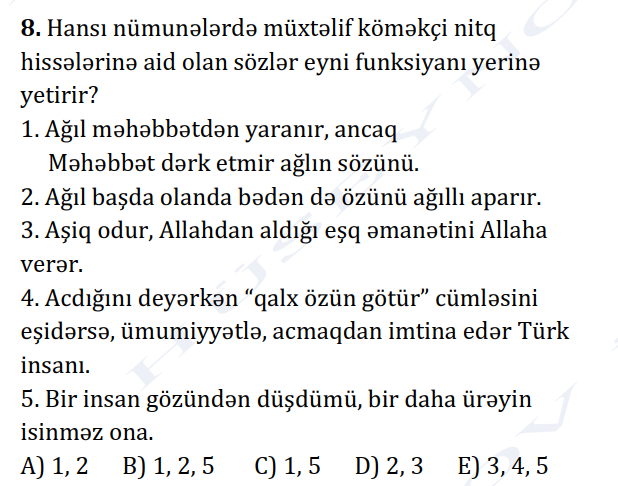 8. Hansı nümunələrdə müxtəlif köməkçi nitq
hissələrinə aid olan sözlər eyni funksiyanı yerinə
yetirir?
1. Ağıl məhəbbətdən yaranır, ancaq
Məhəbbət dərk etmir ağlın sözünü.
2. Ağıl başda olanda bədən də özünü ağıllı aparır.
3. Aşiq odur, Allahdan aldığı eşq əmanətini Allaha
verər.
4. Acdığını deyərkən “qalx özün götür” cümləsini
eşidərsə, ümumiyyətlə, acmaqdan imtina edər Türk
insanı.
5. Bir insan gözündən düşdümü, bir daha ürəyin
isinməz ona.
A) 1, 2 B) 1, 2, 5 C) 1, 5 D) 2, 3 E) 3, 4, 5